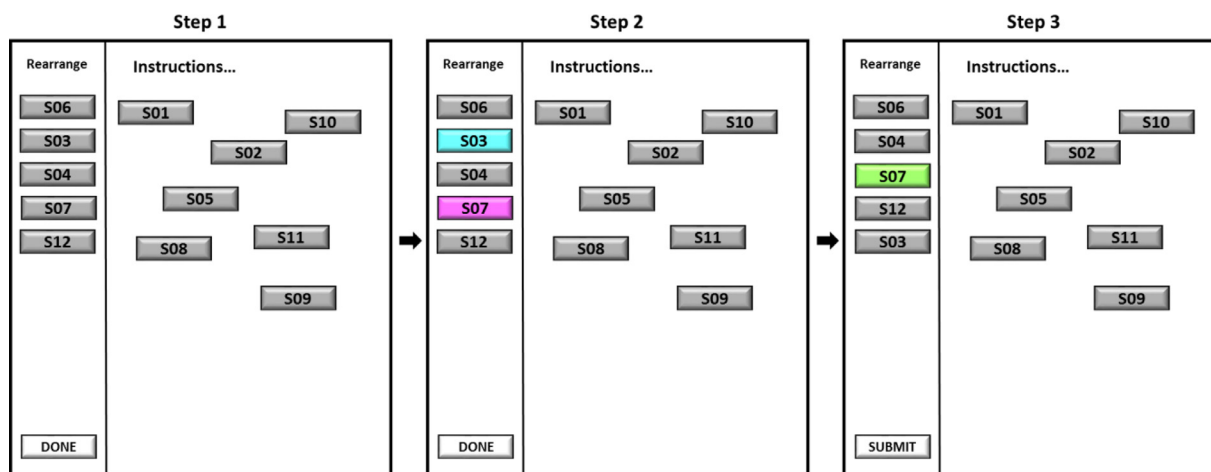 Step 1
Rearrange
Instructions...
S06
S03
S04
S07
S12
S01
S10
S02
S05
S11
S08
S09
DONE
Step 2
Rearrange
Instructions...
S06
S03
S04
S07
S12
S01
S10
S02
S05
S11
S08
S09
DONE
Step 3
Rearrange
Instructions...
S06
S04
S07
S12
S03
S01
S10
S02
S05
S11
S08
S09
SUBMIT